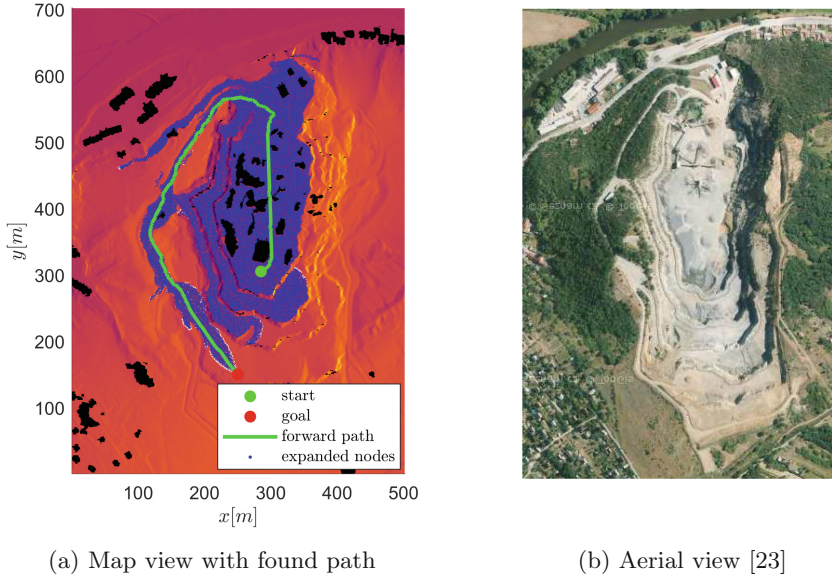 700
600
500
400
300
200
100
y[m]
100 200 300 400 500
x[m]
start
goal
forward path
expanded nodes
(a) Map view with found path
(b) Aerial view [23]